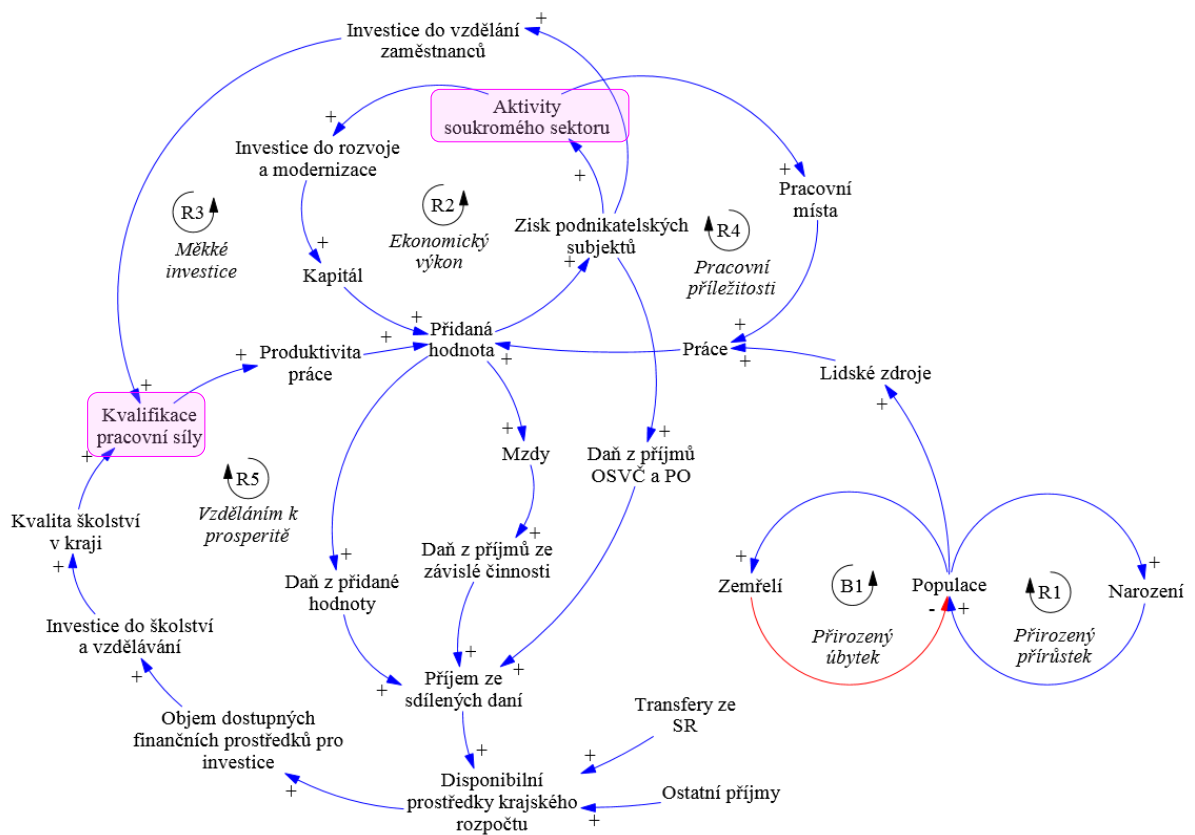 Investice do vzdělání
zaměstnanců
Aktivity
soukromého sektoru
Investice do rozvoje
a modernizace
Pracovní
místa
R3
Měkké
investice
R2
Ekonomický
výkon
Zisk podnikatelských
subjektů
R4
Pracovní
příležitosti
Kapitál
Přidaná
hodnota
Produktivita
práce
Práce
Lidské zdroje
Kvalifikace
pracovní síly
Mzdy
Daň z příjmů
OSVČ a PO
R5
Vzděláním k
prosperitě
Kvalita školství
v kraji
Daň z přidané
hodnoty
Daň z příjmů ze
závislé činnosti
Zemřelí
B1
Přirozený
úbytek
Populace
R1
Přirozený
přírůstek
Narození
Investice do školství
a vzdělávání
Příjem ze
sdílených daní
Objem dostupných
finančních prostředků pro
investice
Transfery ze
SR
Disponibilní
prostředky krajského
rozpočtu
Ostatní příjmy